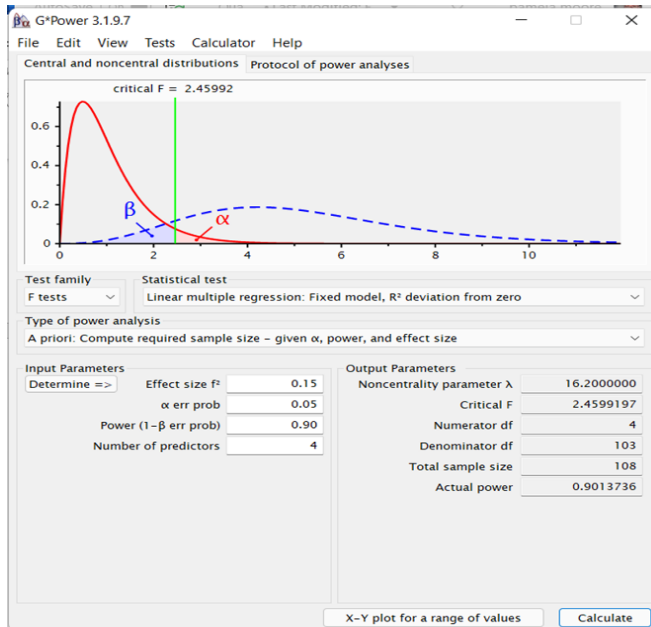 G*Power 3.1.9.7
File Edit View Tests Calculator Help
Central and noncentral distributions Protocol of power analyses
critical F = 2.45992
0.6
0.4
0.2
0
β
α
0 2 4 6 8 10
Test family Statistical test
F tests Linear multiple regression: Fixed model, R² deviation from zero
Type of power analysis
A priori: Compute required sample size – given α, power, and effect size
Input Parameters Output Parameters
Determine => Effect size f² 0.15 Noncentrality parameter λ 16.2000000
α err prob 0.05 Critical F 2.4599197
Power (1-β err prob) 0.90 Numerator df 4
Number of predictors 4 Denominator df 103
Total sample size 108
Actual power 0.9013736
X-Y plot for a range of values Calculate